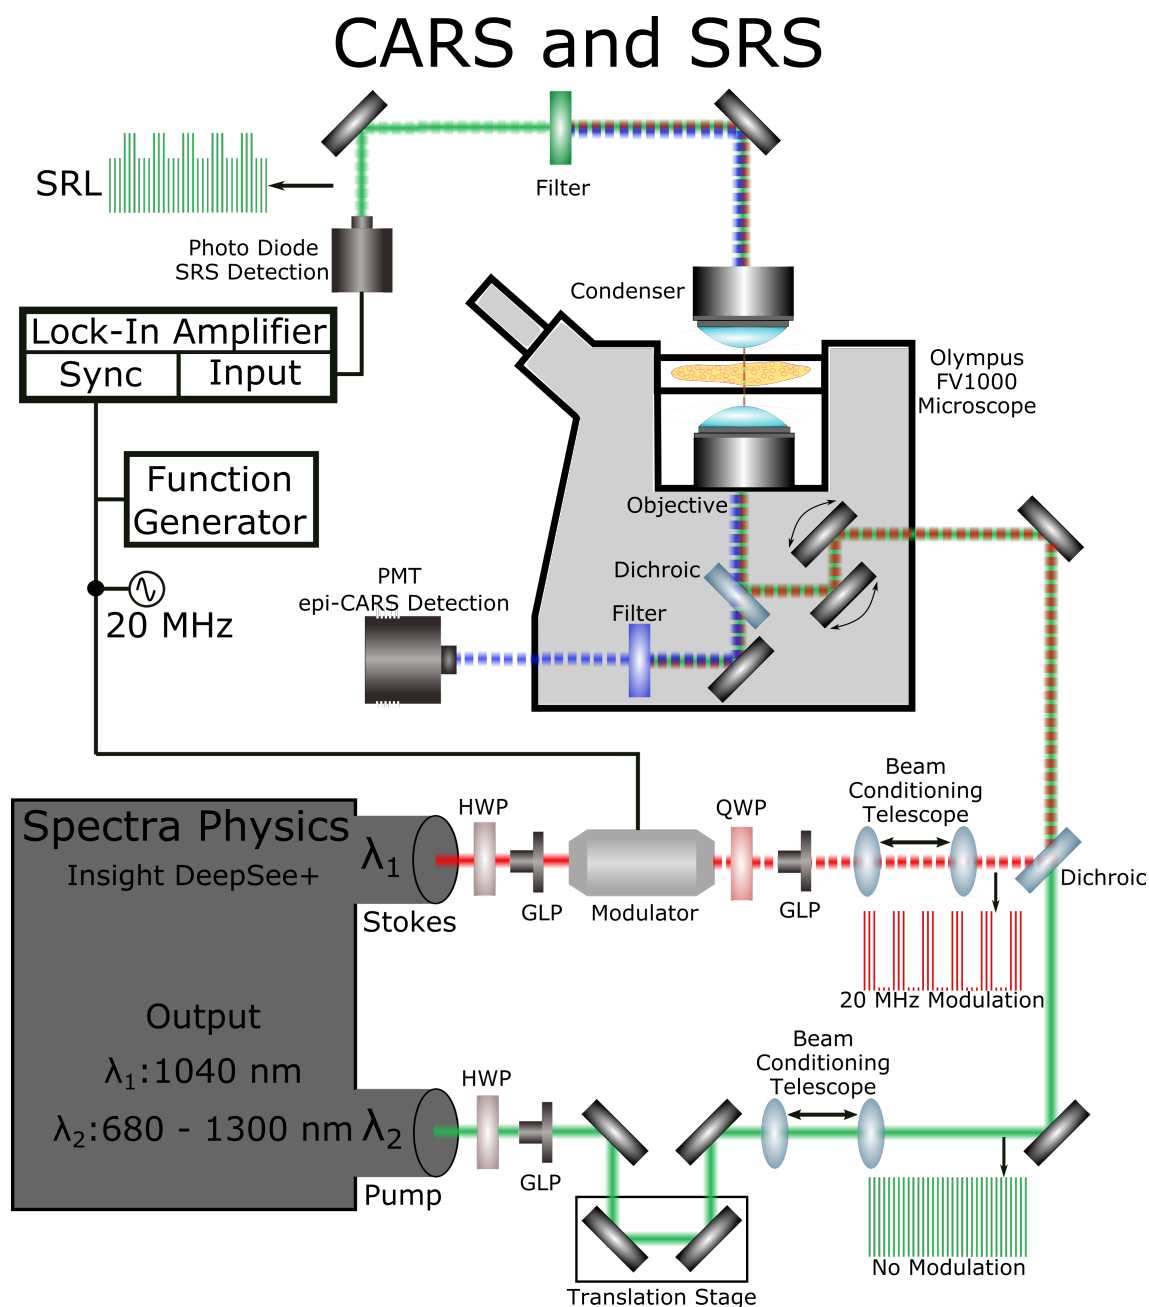 CARS and SRS
SRL
Filter
Photo Diode
SRS Detection
Condenser
Lock-In Amplifier
Sync
Input
Olympus
FV1000
Microscope
Function
Generator
Objective
Dichroic
PMT
epi-CARS Detection
Filter
20 MHz
Beam
Conditioning
Telescope
HWP
QWP
Spectra Physics
Insight DeepSee+
λ1
GLP
Modulator
GLP
Dichroic
Stokes
20 MHz Modulation
Output
λ1:1040 nm
λ2:680 - 1300 nm
λ2
HWP
Beam
Conditioning
Telescope
GLP
Pump
No Modulation
Translation Stage